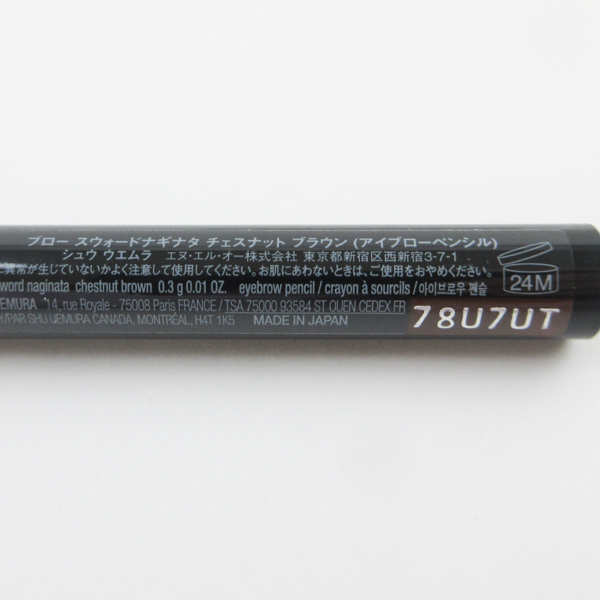 ブロー スウォードナギナタ チェスナット ブラウン (アイブローペンシル)
シュウ ウエムラ エヌ・エル・オー株式会社 東京都新宿区西新宿3-7-1
に異常が生じていないかよく注意して使用してください。お肌にあわないときは、ご使用をおやめください。
word naginata chestnut brown 0.3 g 0.01 OZ. eyebrow pencil / crayon à sourcils / 아이브로우 펜슬
24M
EMURA 14, rue Royale - 75008 Paris FRANCE / TSA 75000 93584 ST OUEN CEDEX FR
Y/PAR SHU UEMURA CANADA, MONTRÉAL, H4T 1K5 MADE IN JAPAN
78U7UT